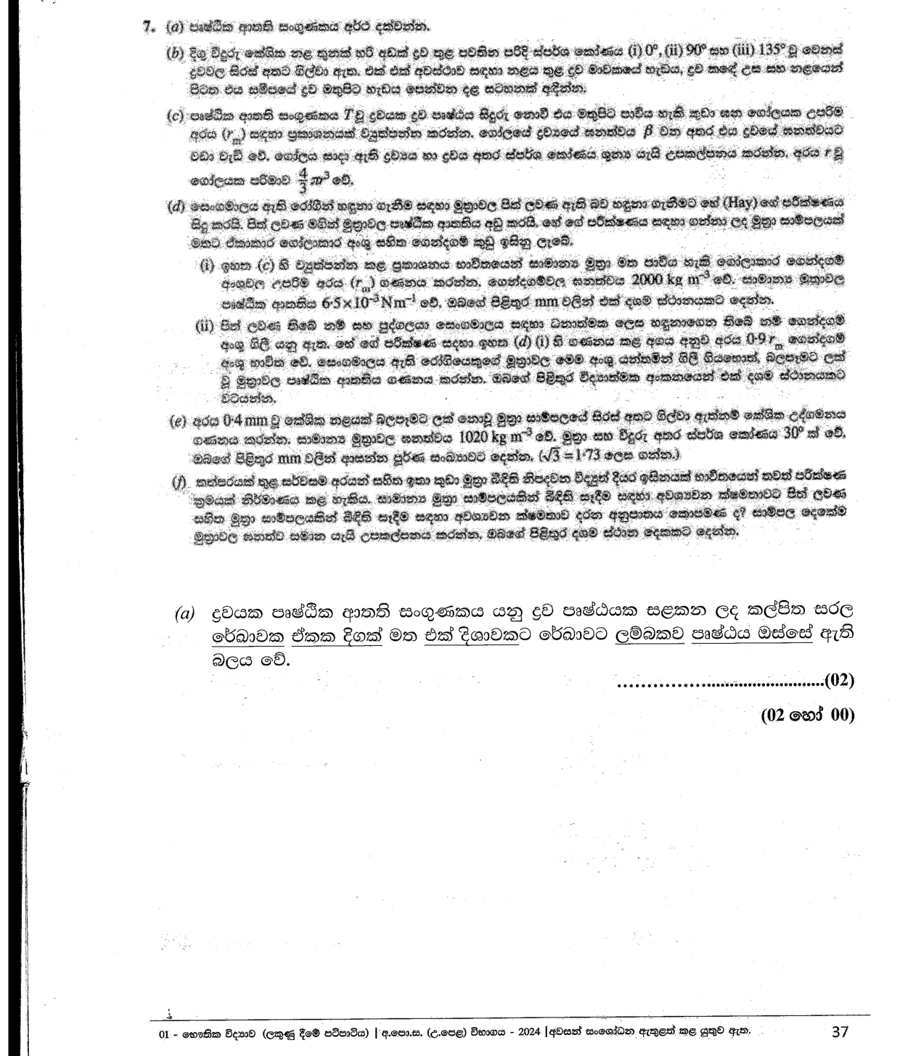 7. (a) පෘෂ්ඨික ආතති සංගුණකය අර්ථ දක්වන්න.
(b) දිගු වීදුරු කේශික නළ තුනක් හරි අඩක් ද්‍රව තුළ පවතින පරිදි ස්පර්ශ කෝණය (i) 0°, (ii) 90° සහ (iii) 135° වූ වෙනස්
ද්‍රවවල සිරස් අතට ගිල්වා ඇත. එක් එක් අවස්ථාව සඳහා නළය තුළ ද්‍රව මාවකයේ හැඩය, ද්‍රව කඳේ උස සහ නළයෙන්
පිටත එය සමීපයේ ද්‍රව මතුපිට හැඩය පෙන්වන දළ සටහනක් අඳින්න.
(c) පෘෂ්ඨික ආතති සංගුණකය T වූ ද්‍රවයක ද්‍රව පෘෂ්ඨය සිදුරු නොවී එය මතුපිට පාවිය හැකි කුඩා ඝන ගෝලයක උපරිම
අරය (rₘ) සඳහා ප්‍රකාශනයක් ව්‍යුත්පන්න කරන්න. ගෝලයේ ද්‍රව්‍යයේ ඝනත්වය β වන අතර එය ද්‍රවයේ ඝනත්වයට
වඩා වැඩි වේ. ගෝලය සාදා ඇති ද්‍රව්‍යය හා ද්‍රවය අතර ස්පර්ශ කෝණය ශුන්‍ය යැයි උපකල්පනය කරන්න. අරය r වූ
ගෝලයක පරිමාව 4/3 πr³ වේ.
(d) සෙංගමාලය ඇති රෝගීන් හඳුනා ගැනීම සඳහා මුත්‍රාවල පිත් ලවණ ඇති බව හඳුනා ගැනීමට හේ (Hay) ගේ පරීක්ෂණය
සිදු කරයි. පිත් ලවණ මගින් මුත්‍රාවල පෘෂ්ඨික ආතතිය අඩු කරයි. හේ ගේ පරීක්ෂණය සඳහා ගන්නා ලද මුත්‍රා සාම්පලයක්
මතට ඒකාකාර ගෝලාකාර අංශු සහිත ගෙන්දගම් කුඩු ඉසිනු ලැබේ.
(i) ඉහත (c) හි ව්‍යුත්පන්න කළ ප්‍රකාශනය භාවිතයෙන් සාමාන්‍ය මුත්‍රා මත පාවිය හැකි ගෝලාකාර ගෙන්දගම්
අංශුවල උපරිම අරය (rₘ) ගණනය කරන්න. ගෙන්දගම්වල ඝනත්වය 2000 kg m⁻³ වේ. සාමාන්‍ය මුත්‍රාවල
පෘෂ්ඨික ආතතිය 6·5×10⁻³ Nm⁻¹ වේ. ඔබගේ පිළිතුර mm වලින් එක් දශම ස්ථානයකට දෙන්න.
(ii) පිත් ලවණ තිබේ නම් සහ පුද්ගලයා සෙංගමාලය සඳහා ධනාත්මක ලෙස හඳුනාගෙන තිබේ නම් ගෙන්දගම්
අංශු ගිලී යනු ඇත. හේ ගේ පරීක්ෂණ සඳහා ඉහත (d) (i) හි ගණනය කළ අගය අනුව අරය 0·9 rₘ ගෙන්දගම්
අංශු භාවිත වේ. සෙංගමාලය ඇති රෝගියෙකුගේ මුත්‍රාවල මෙම අංශු යන්තමින් ගිලී ගියහොත්, බලපෑමට ලක්
වූ මුත්‍රාවල පෘෂ්ඨික ආතතිය ගණනය කරන්න. ඔබගේ පිළිතුර විද්‍යාත්මක අංකනයෙන් එක් දශම ස්ථානයකට
වටයන්න.
(e) අරය 0·4 mm වූ කේශික නළයක් බලපෑමට ලක් නොවූ මුත්‍රා සාම්පලයේ සිරස් අතට ගිල්වා ඇත්නම් කේශික උද්ගමනය
ගණනය කරන්න. සාමාන්‍ය මුත්‍රාවල ඝනත්වය 1020 kg m⁻³ වේ. මුත්‍රා සහ වීදුරු අතර ස්පර්ශ කෝණය 30° ක් වේ.
ඔබගේ පිළිතුර mm වලින් ආසන්න පූර්ණ සංඛ්‍යාවට දෙන්න. (√3 = 1·73 ලෙස ගන්න.)
(f) තත්පරයක් තුළ සර්වසම අරයන් සහිත ඉතා කුඩා මුත්‍රා බිඳිති නිපදවන විද්‍යුත් දියර ඉසිනයක් භාවිතයෙන් තවත් පරීක්ෂණ
ක්‍රමයක් නිර්මාණය කළ හැකිය. සාමාන්‍ය මුත්‍රා සාම්පලයකින් බිඳිති සෑදීම සඳහා අවශ්‍යවන ක්ෂමතාවට පිත් ලවණ
සහිත මුත්‍රා සාම්පලයකින් බිඳිති සෑදීම සඳහා අවශ්‍යවන ක්ෂමතාව දරන අනුපාතය කොපමණ ද? සාම්පල දෙකේම
මුත්‍රාවල ඝනත්ව සමාන යැයි උපකල්පනය කරන්න. ඔබගේ පිළිතුර දශම ස්ථාන දෙකකට දෙන්න.
(a) ද්‍රවයක පෘෂ්ඨික ආතති සංගුණකය යනු ද්‍රව පෘෂ්ඨයක සළකන ලද කල්පිත සරල
රේඛාවක ඒකක දිගක් මත එක් දිශාවකට රේඛාවට ලම්බකව පෘෂ්ඨය ඔස්සේ ඇති
බලය වේ.
..........................................(02)
(02 හෝ 00)
01 - භෞතික විද්‍යාව (ලකුණු දීමේ පටිපාටිය) | අ.පො.ස. (උ.පෙළ) විභාගය - 2024 | අවසන් සංශෝධන ඇතුළත් කළ යුතුව ඇත. 37